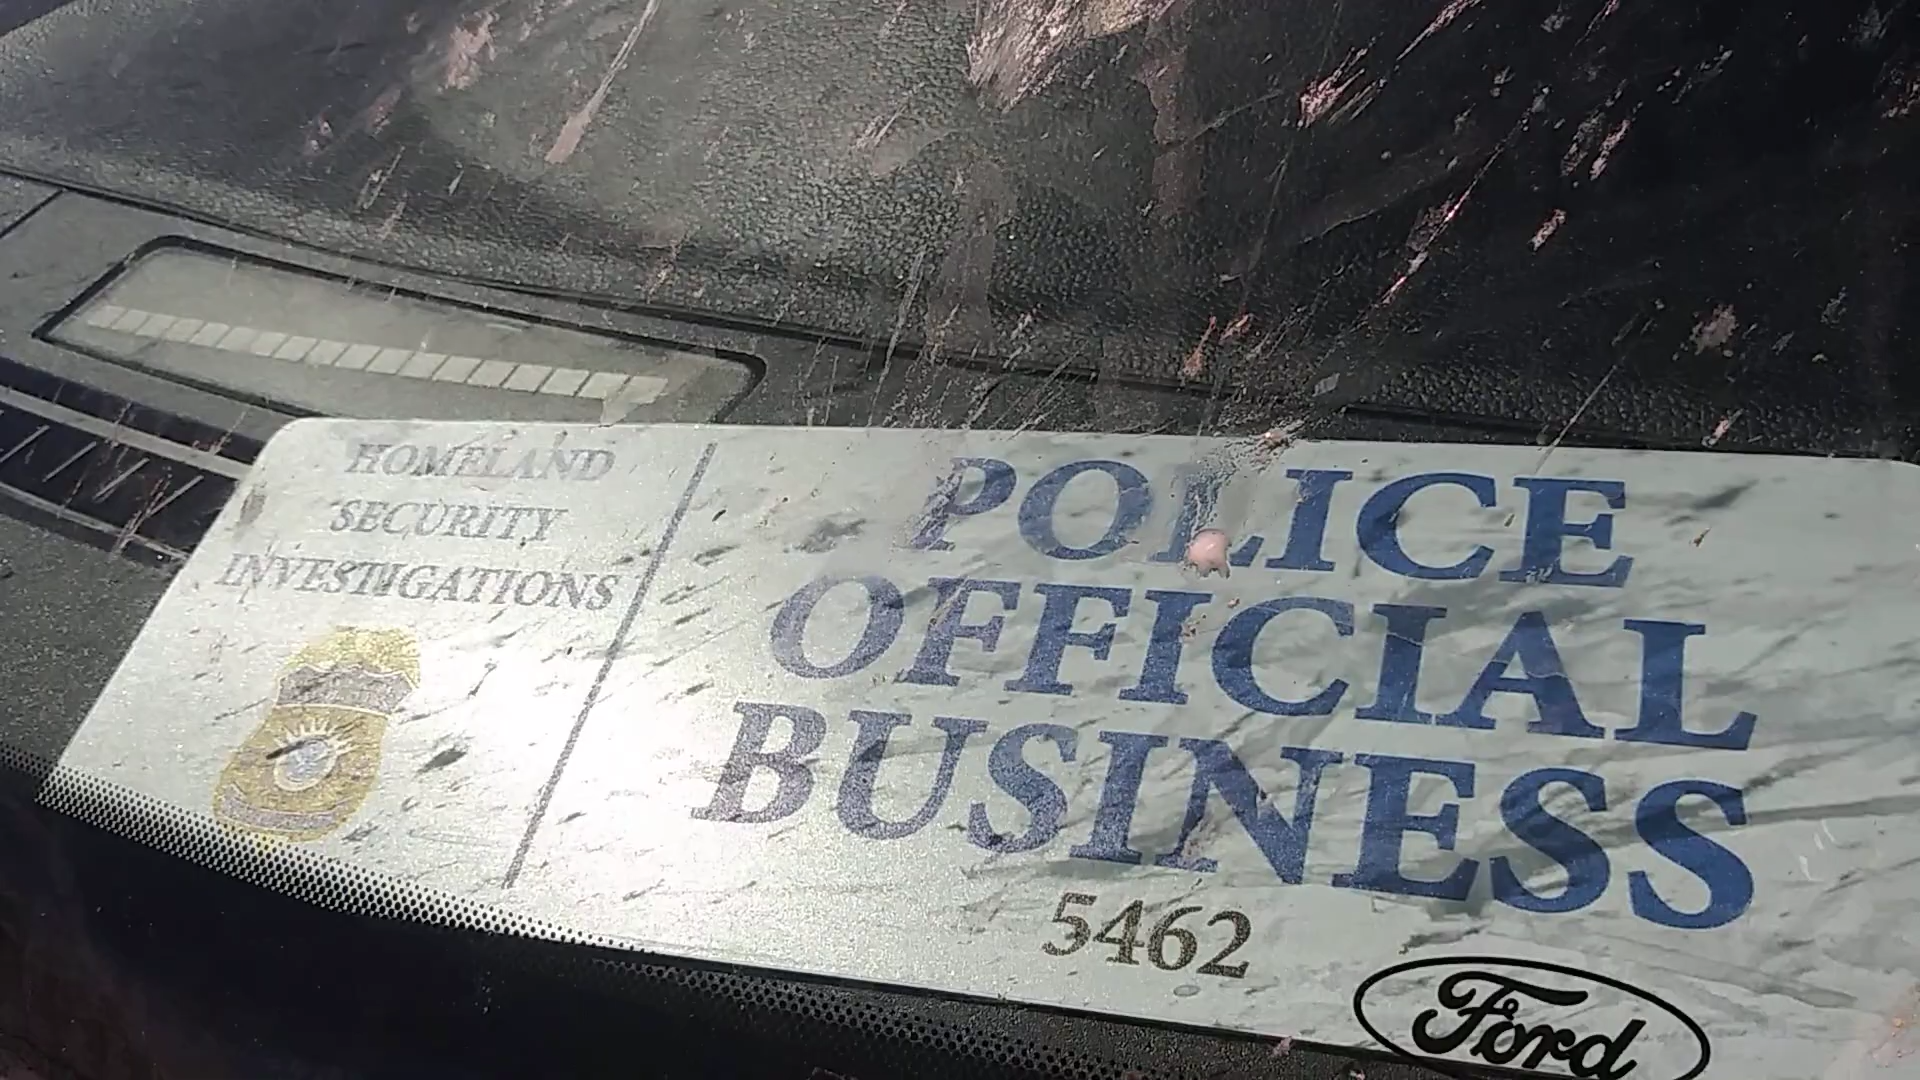 HOMELAND
SECURITY
INVESTIGATIONS
POLICE
OFFICIAL
BUSINESS
5462
Ford